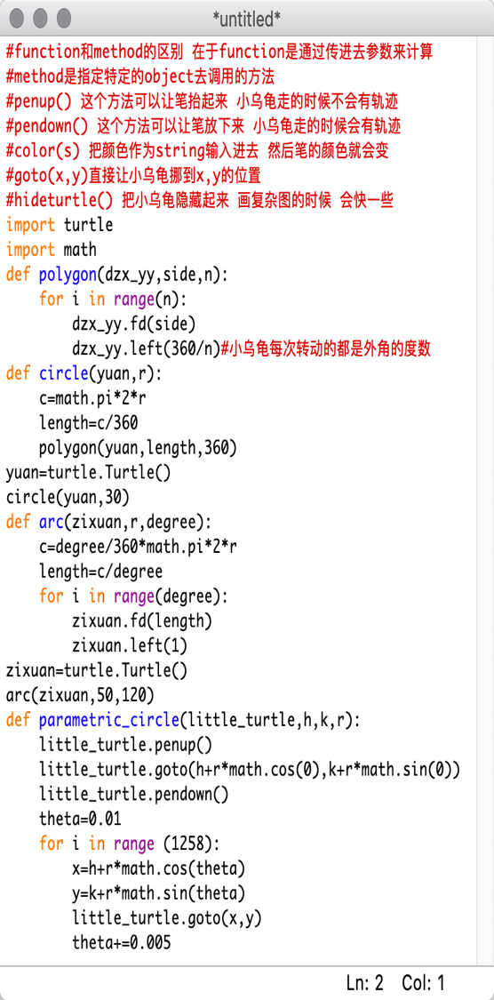 *untitled*
#function和method的区别 在于function是通过传进去参数来计算
#method是指定特定的object去调用的方法
#penup() 这个方法可以让笔抬起来 小乌龟走的时候不会有轨迹
#pendown() 这个方法可以让笔放下来 小乌龟走的时候会有轨迹
#color(s) 把颜色作为string输入进去 然后笔的颜色就会变
#goto(x,y)直接让小乌龟挪到x,y的位置
#hideturtle() 把小乌龟隐藏起来 画复杂图的时候 会快一些
import turtle
import math
def polygon(dzx_yy,side,n):
    for i in range(n):
        dzx_yy.fd(side)
        dzx_yy.left(360/n)#小乌龟每次转动的都是外角的度数
def circle(yuan,r):
    c=math.pi*2*r
    length=c/360
    polygon(yuan,length,360)
yuan=turtle.Turtle()
circle(yuan,30)
def arc(zixuan,r,degree):
    c=degree/360*math.pi*2*r
    length=c/degree
    for i in range(degree):
        zixuan.fd(length)
        zixuan.left(1)
zixuan=turtle.Turtle()
arc(zixuan,50,120)
def parametric_circle(little_turtle,h,k,r):
    little_turtle.penup()
    little_turtle.goto(h+r*math.cos(0),k+r*math.sin(0))
    little_turtle.pendown()
    theta=0.01
    for i in range (1258):
        x=h+r*math.cos(theta)
        y=k+r*math.sin(theta)
        little_turtle.goto(x,y)
        theta+=0.005
Ln: 2 Col: 1